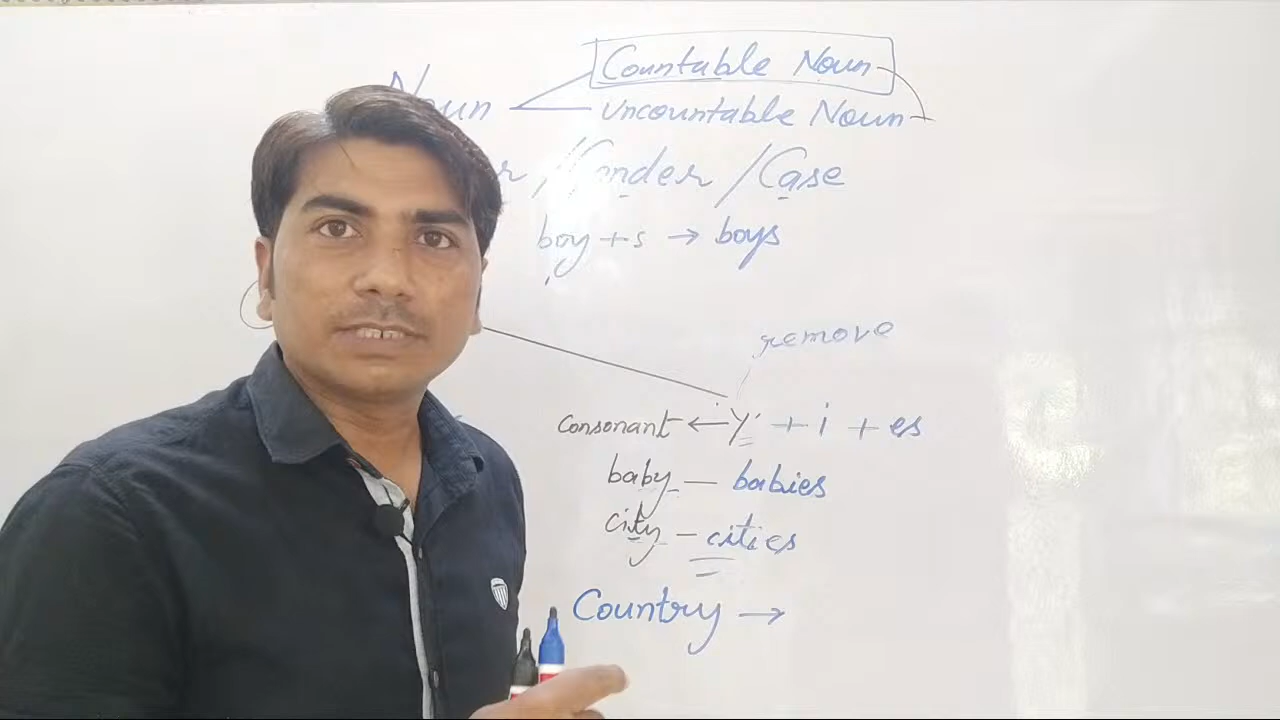 Noun Countable Noun
Uncountable Noun
/Gender /Case
boy + s → boys
remove
Consonant ← y + i + es
baby — babies
city — cities
Country →